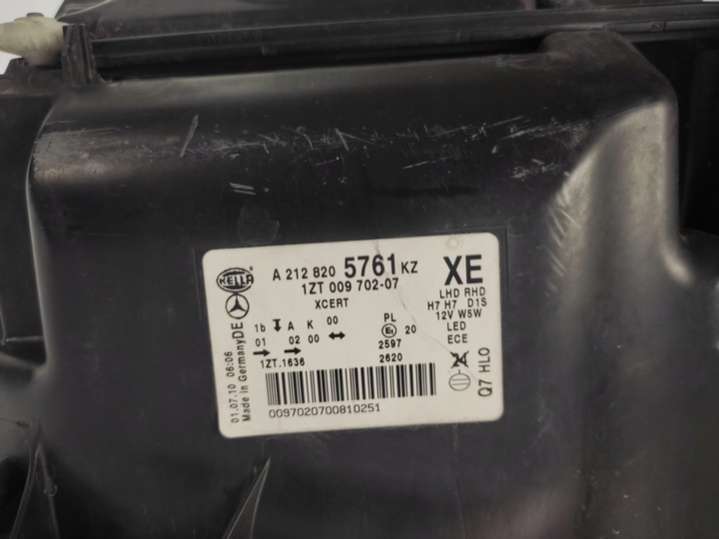 HELLA
A 212 820 5761 KZ
1ZT 009 702-07
XCERT
XE
LHD RHD
H7 H7 D1S
12V W5W
LED
ECE
DE
1b A K 00
01 02 00
1ZT.1636
PL
E1 20
2597
2620
Q7 HLO
01.07.10 06:06
Made in Germany
0097020700810251